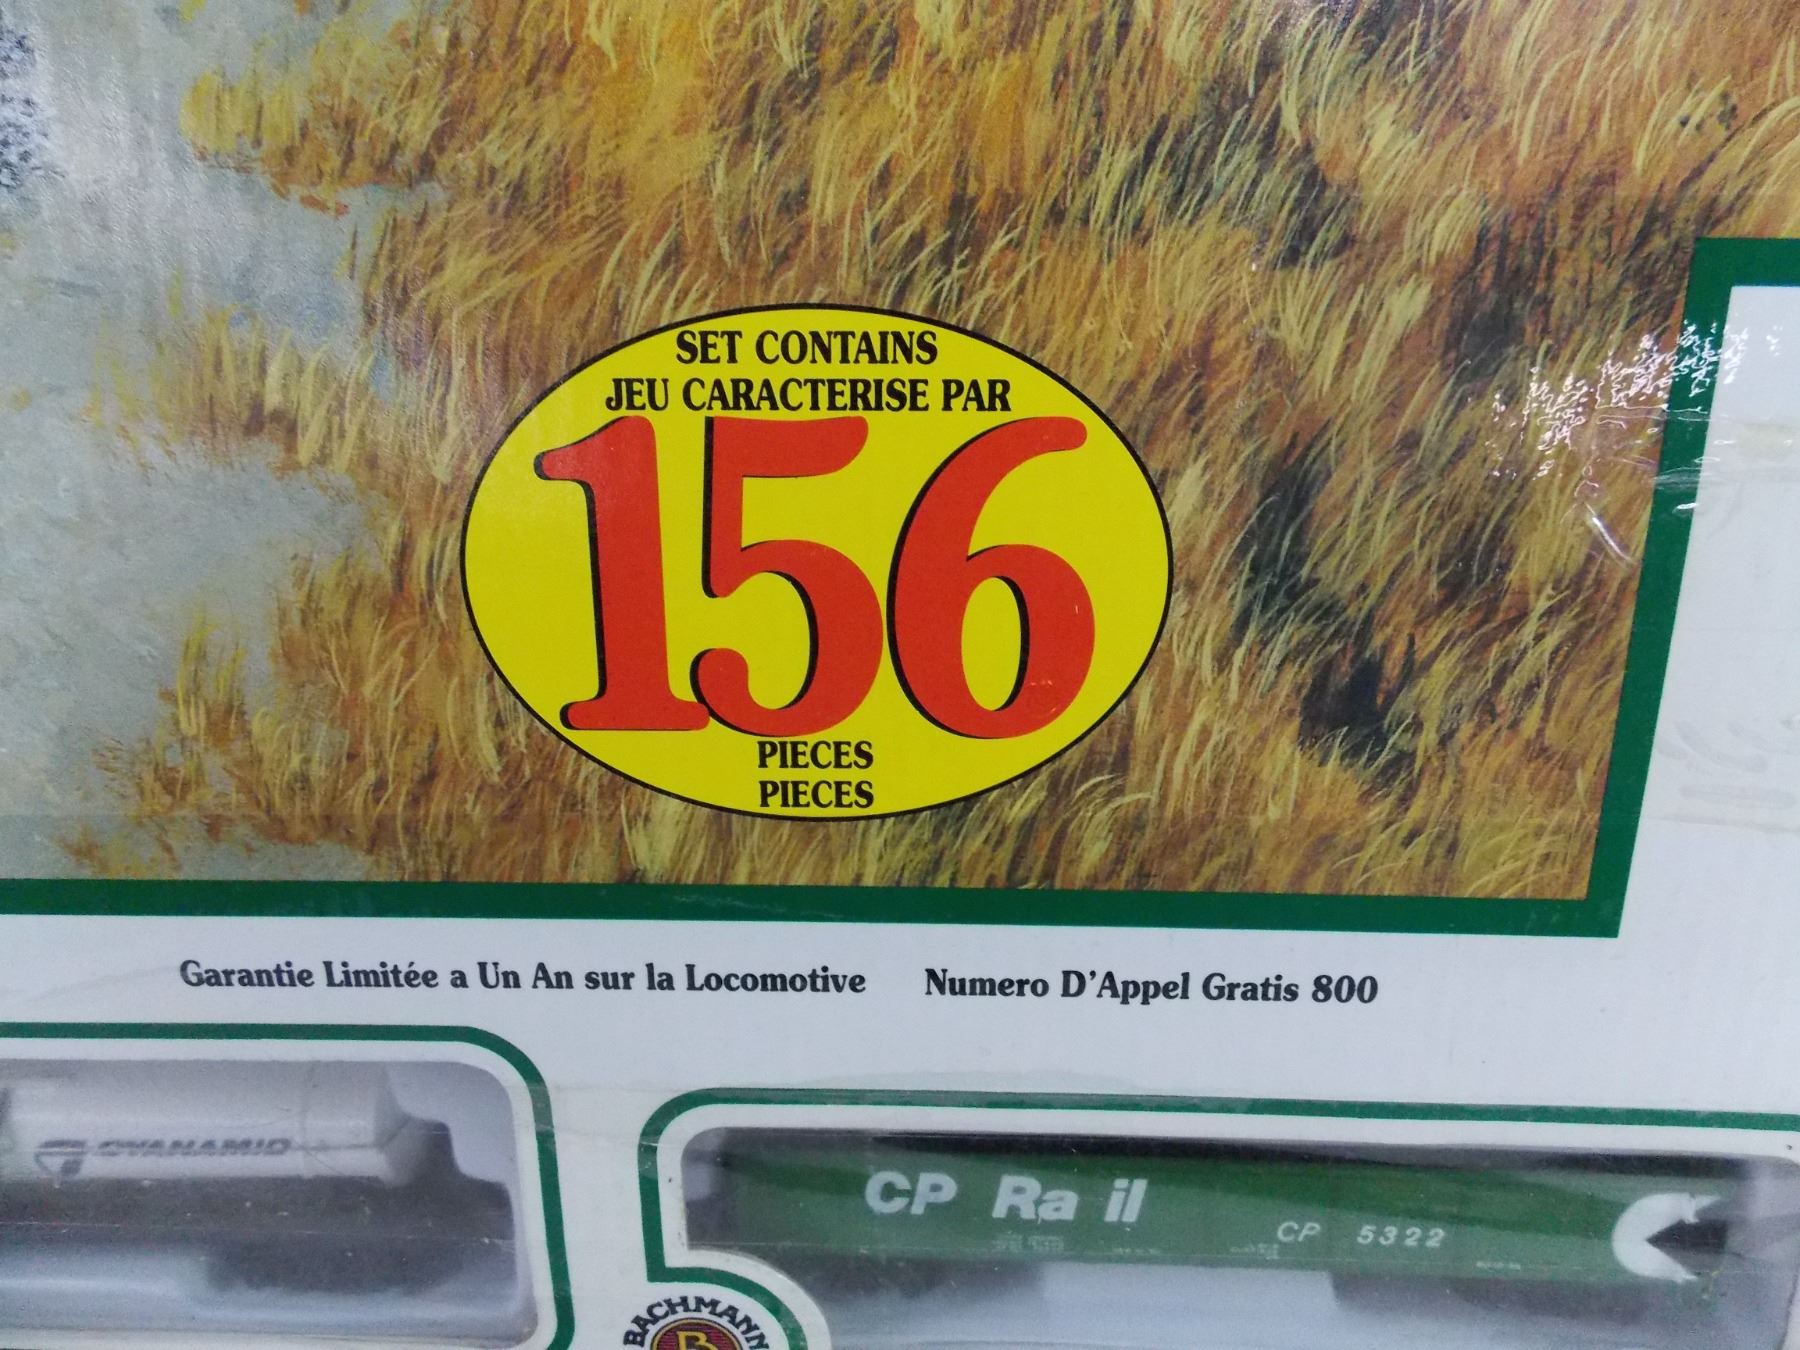 SET CONTAINS
JEU CARACTERISE PAR
156
PIECES
PIECES
Garantie Limitée a Un An sur la Locomotive Numero D'Appel Gratis 800
CYANAMID
CP Rail
CP 5322
BACHMANN
B